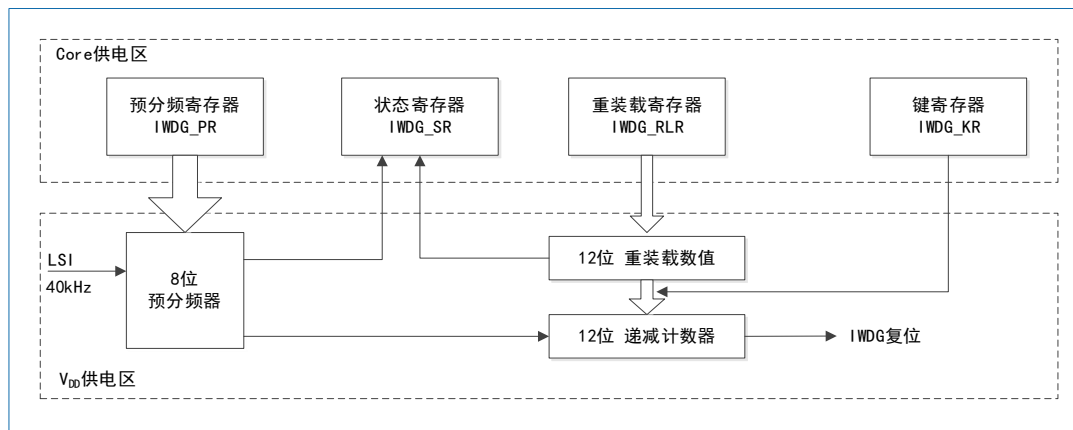 Core供电区
预分频寄存器
IWDG_PR
状态寄存器
IWDG_SR
重装载寄存器
IWDG_RLR
键寄存器
IWDG_KR
LSI
40kHz
8位
预分频器
12位 重装载数值
12位 递减计数器
IWDG复位
VDD供电区